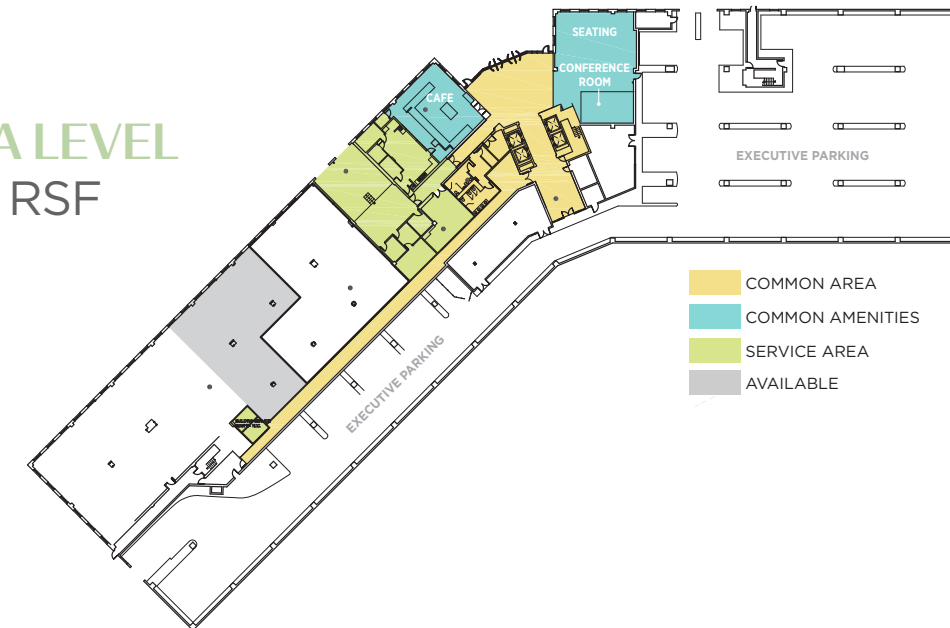 A LEVEL
RSF
SEATING
CONFERENCE
ROOM
CAFE
EXECUTIVE PARKING
EXECUTIVE PARKING
COMMON AREA
COMMON AMENITIES
SERVICE AREA
AVAILABLE